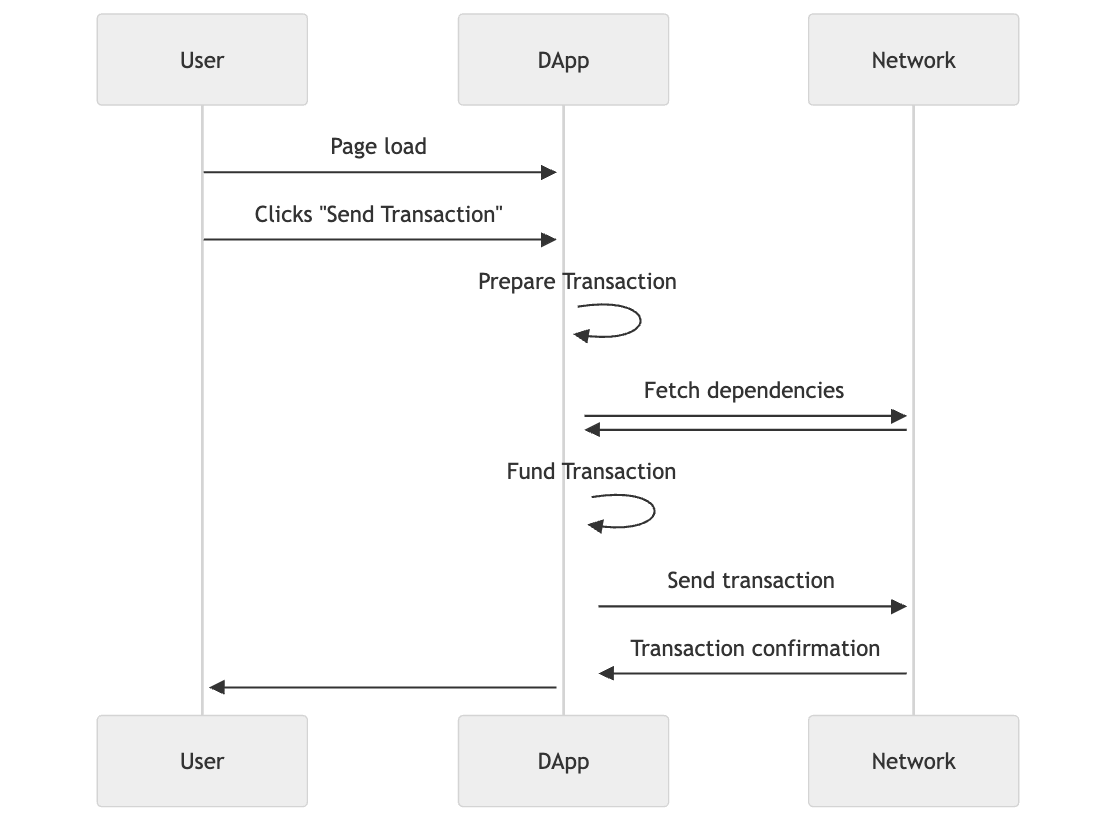 User
DApp
Network
Page load
Clicks "Send Transaction"
Prepare Transaction
Fetch dependencies
Fund Transaction
Send transaction
Transaction confirmation
User
DApp
Network